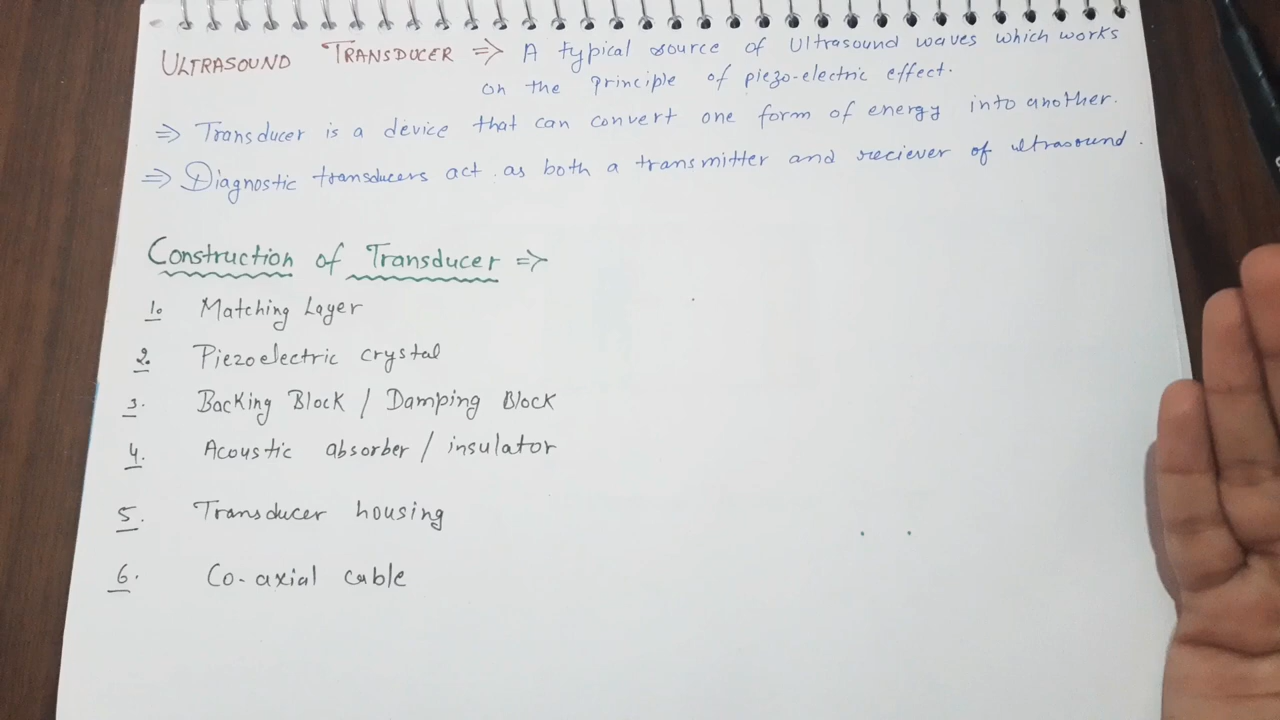 ULTRASOUND TRANSDUCER ⇒ A typical source of Ultrasound waves which works
on the principle of piezo-electric effect.
⇒ Transducer is a device that can convert one form of energy into another.
⇒ Diagnostic transducers act as both a transmitter and reciever of ultrasound.
Construction of Transducer ⇒
1. Matching Layer
2. Piezoelectric crystal
3. Backing Block / Damping Block
4. Acoustic absorber / insulator
5. Transducer housing
6. Co-axial cable